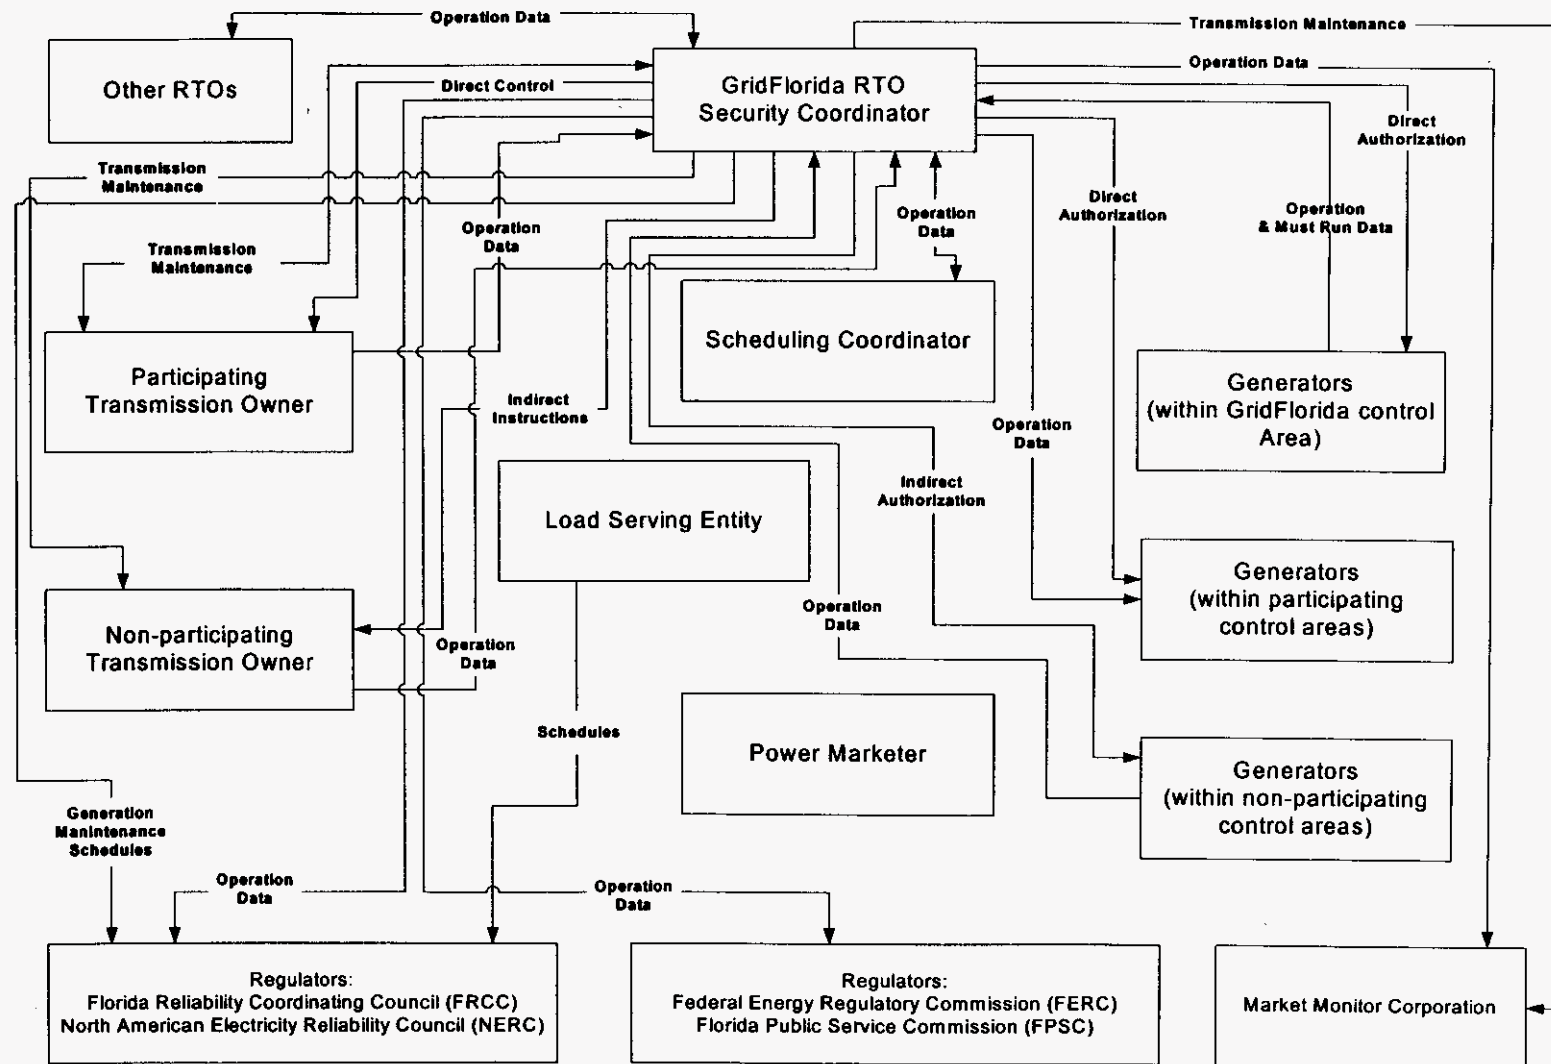 Operation Data
Transmission Maintenance
Operation Data
Other RTOs
Direct Control
GridFlorida RTO
Security Coordinator
Direct
Authorization
Transmission
Maintenance
Operation
Data
Direct
Authorization
Operation
& Must Run Data
Operation
Data
Transmission
Maintenance
Scheduling Coordinator
Participating
Transmission Owner
Indirect
Instructions
Generators
(within GridFlorida control
Area)
Operation
Data
Load Serving Entity
Indirect
Authorization
Generators
(within participating
control areas)
Non-participating
Transmission Owner
Operation
Data
Operation
Data
Schedules
Power Marketer
Generators
(within non-participating
control areas)
Generation
Manintenance
Schedules
Operation
Data
Operation
Data
Regulators:
Florida Reliability Coordinating Council (FRCC)
North American Electricity Reliability Council (NERC)
Regulators:
Federal Energy Regulatory Commission (FERC)
Florida Public Service Commission (FPSC)
Market Monitor Corporation